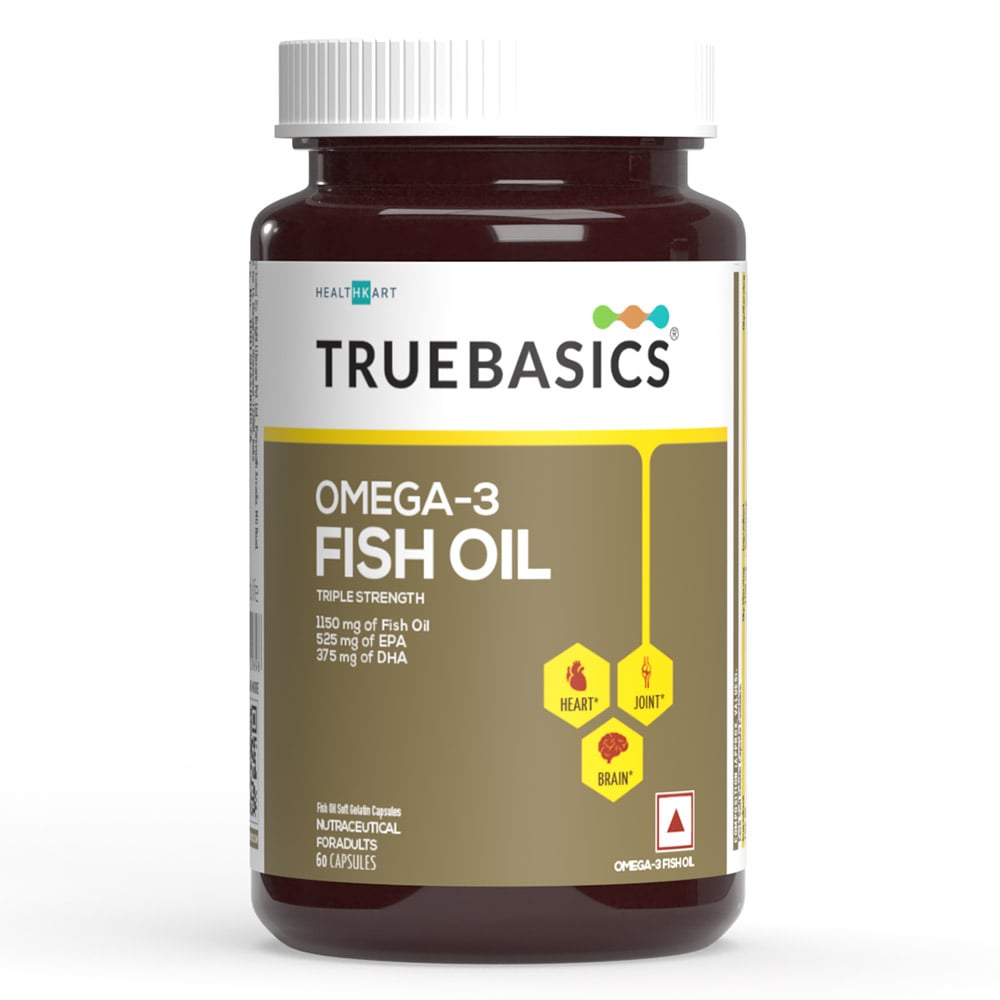 HEALTHKART
TRUEBASICS®
OMEGA-3
FISH OIL
TRIPLE STRENGTH
1150 mg of Fish Oil
525 mg of EPA
375 mg of DHA
HEART*
JOINT*
BRAIN*
Fish Oil Soft Gelatin Capsules
NUTRACEUTICAL
FORADULTS
60 CAPSULES
OMEGA-3 FISH OIL